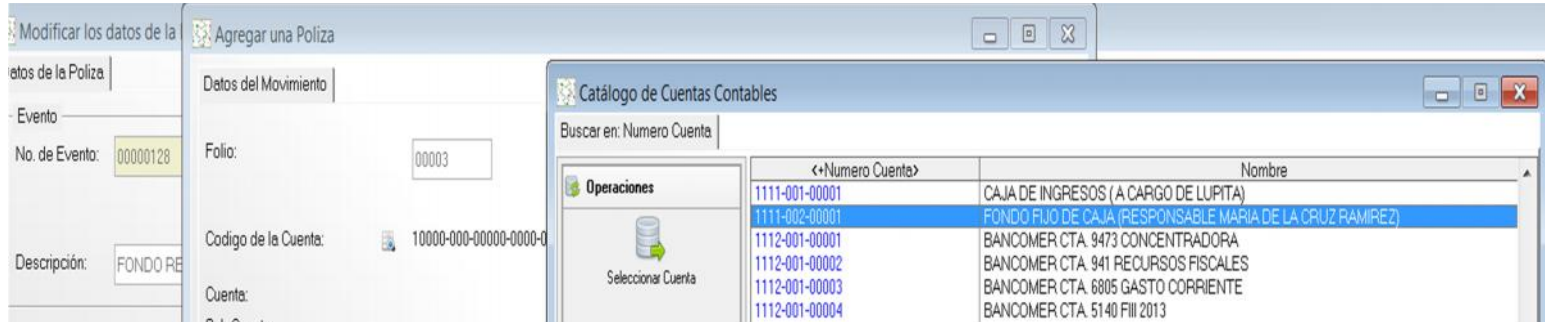 Modificar los datos de la
atos de la Poliza
Evento
No. de Evento: 00000128
Descripción: FONDO RE
Agregar una Poliza
Datos del Movimiento
Folio: 00003
Codigo de la Cuenta: 10000-000-00000-0000-0
Cuenta:
Catálogo de Cuentas Contables
Buscar en: Numero Cuenta
Operaciones
Seleccionar Cuenta
<+Numero Cuenta> Nombre
1111-001-00001 CAJA DE INGRESOS ( A CARGO DE LUPITA)
1111-002-00001 FONDO FIJO DE CAJA (RESPONSABLE MARIA DE LA CRUZ RAMIREZ)
1112-001-00001 BANCOMER CTA. 9473 CONCENTRADORA
1112-001-00002 BANCOMER CTA. 941 RECURSOS FISCALES
1112-001-00003 BANCOMER CTA. 6805 GASTO CORRIENTE
1112-001-00004 BANCOMER CTA. 5140 FIII 2013